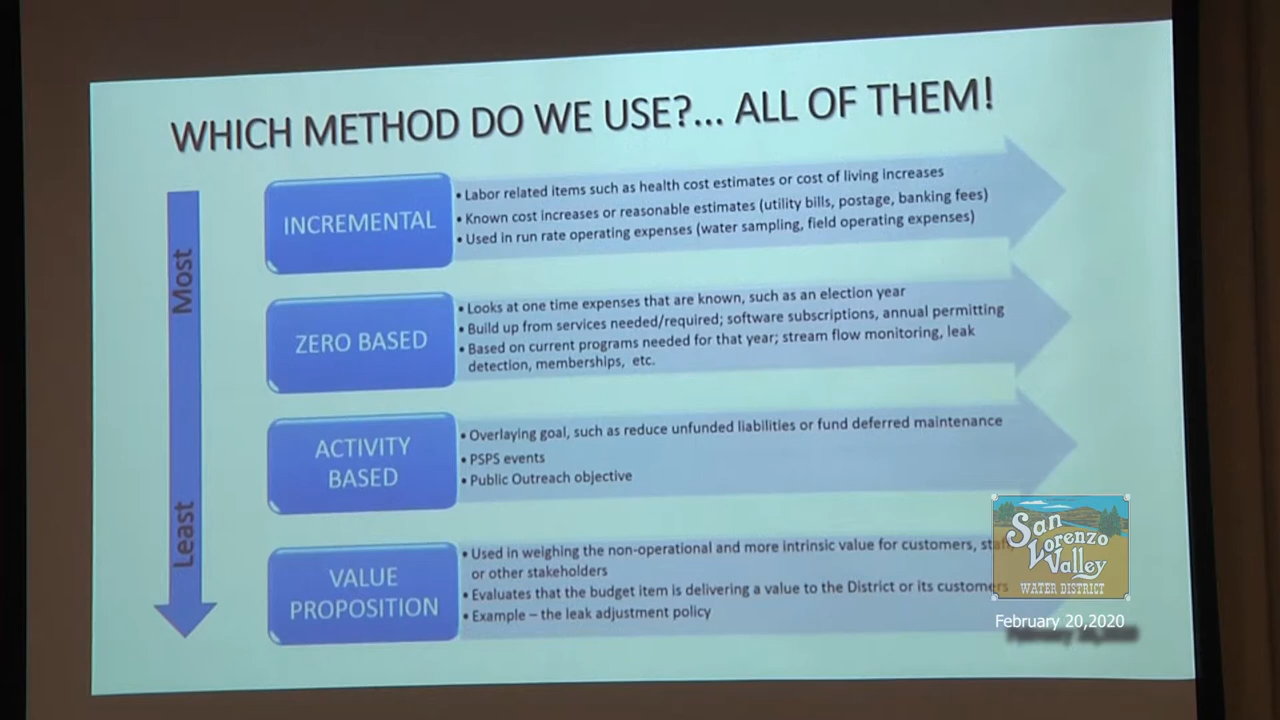 WHICH METHOD DO WE USE?... ALL OF THEM!
Most
Least
INCREMENTAL
• Labor related items such as health cost estimates or cost of living increases
• Known cost increases or reasonable estimates (utility bills, postage, banking fees)
• Used in run rate operating expenses (water sampling, field operating expenses)
ZERO BASED
• Looks at one time expenses that are known, such as an election year
• Build up from services needed/required; software subscriptions, annual permitting
• Based on current programs needed for that year; stream flow monitoring, leak
detection, memberships, etc.
ACTIVITY
BASED
• Overlaying goal, such as reduce unfunded liabilities or fund deferred maintenance
• PSPS events
• Public Outreach objective
VALUE
PROPOSITION
• Used in weighing the non-operational and more intrinsic value for customers,
or other stakeholders
• Evaluates that the budget item is delivering a value to the District or its customers
• Example – the leak adjustment policy
San
Lorenzo
Valley
WATER DISTRICT
February 20,2020